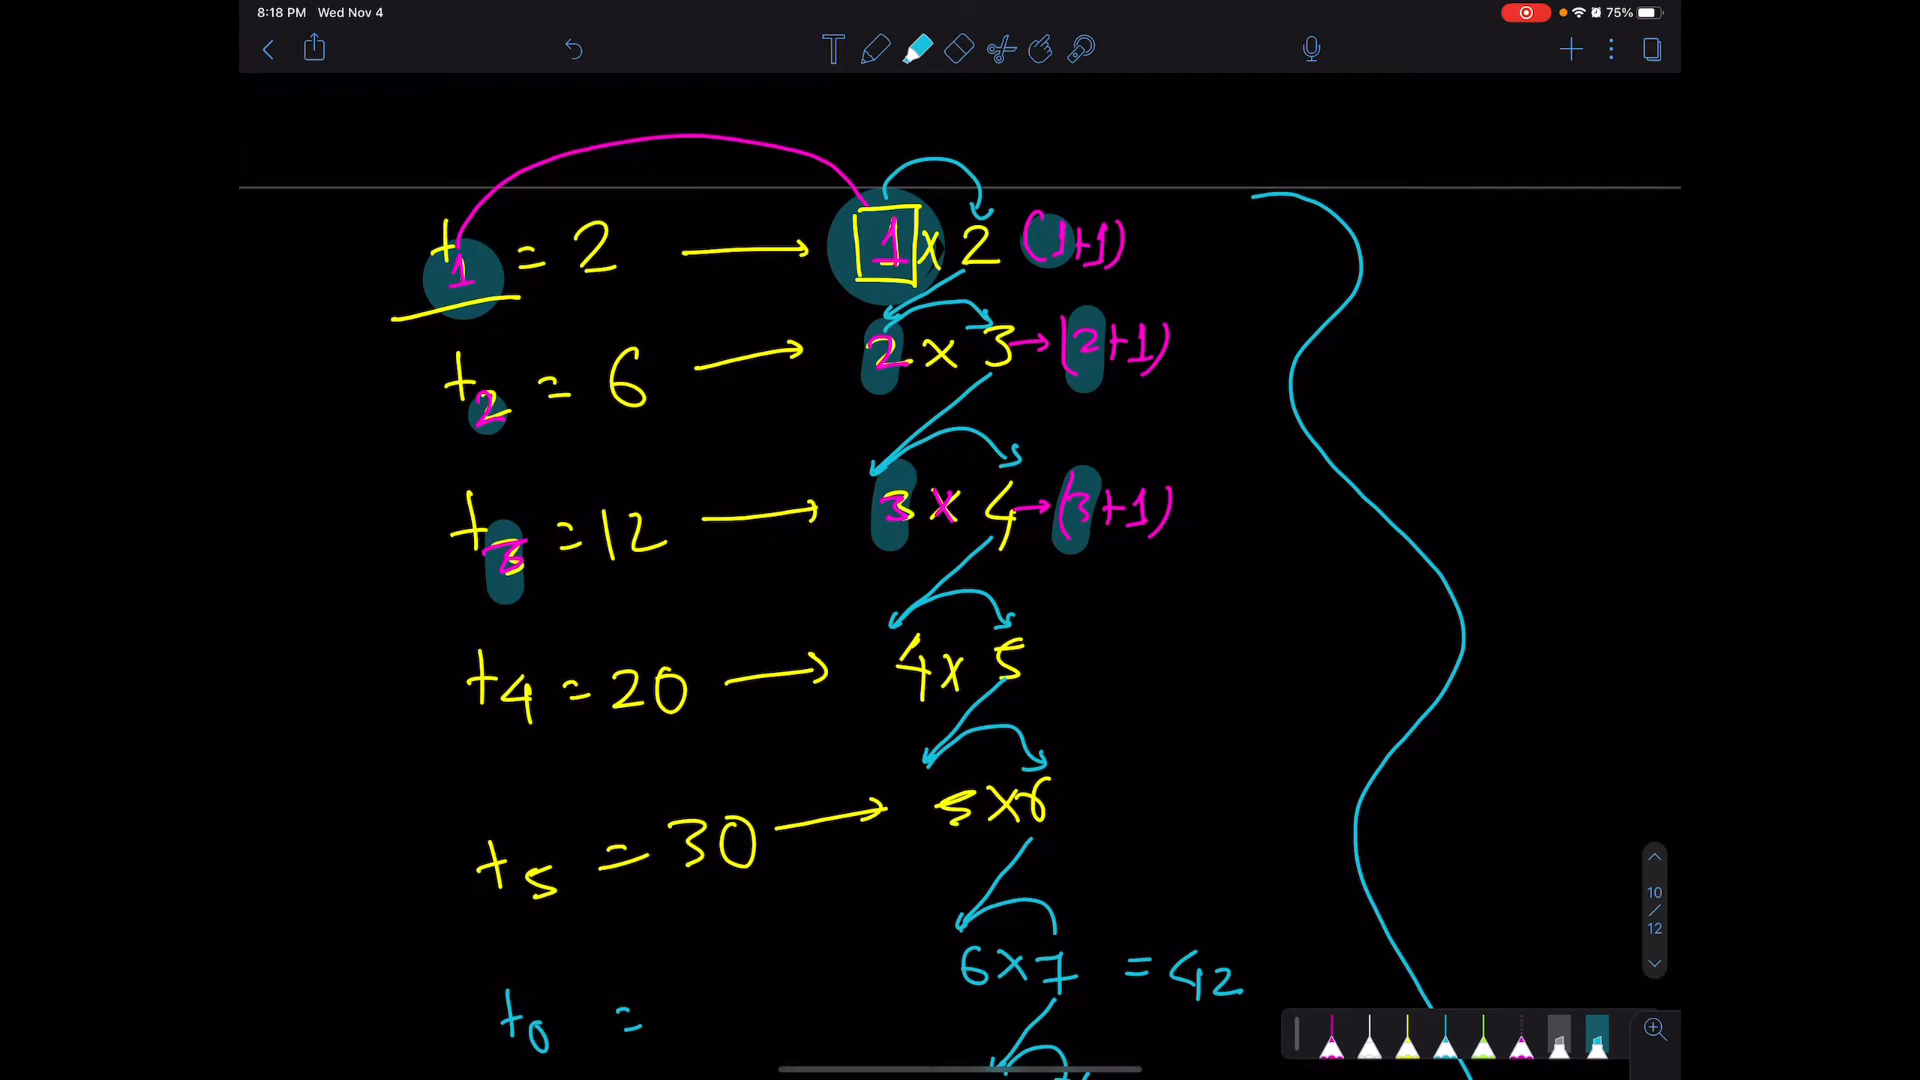 8:18 PM Wed Nov 4 75%
T
t1 = 2 → 1 x 2 (1+1)
t2 = 6 → 2 x 3 → (2+1)
t3 = 12 → 3 x 4 → (3+1)
t4 = 20 → 4 x 5
t5 = 30 → 5 x 6
6 x 7 = 42
t6 =
10
/
12